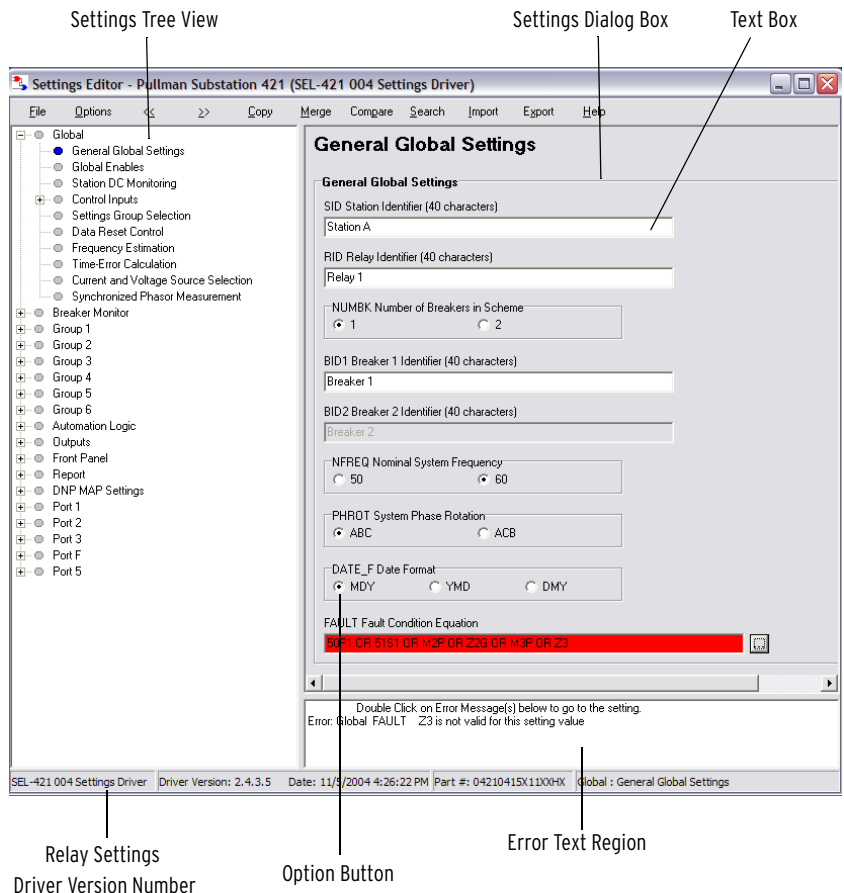 Settings Tree View
Settings Dialog Box
Text Box
Settings Editor - Pullman Substation 421 (SEL-421 004 Settings Driver)
File Options << >> Copy Merge Compare Search Import Export Help
Global
General Global Settings
Global Enables
Station DC Monitoring
Control Inputs
Settings Group Selection
Data Reset Control
Frequency Estimation
Time-Error Calculation
Current and Voltage Source Selection
Synchronized Phasor Measurement
Breaker Monitor
Group 1
Group 2
Group 3
Group 4
Group 5
Group 6
Automation Logic
Outputs
Front Panel
Report
DNP MAP Settings
Port 1
Port 2
Port 3
Port F
Port 5
General Global Settings
General Global Settings
SID Station Identifier (40 characters)
Station A
RID Relay Identifier (40 characters)
Relay 1
NUMBK Number of Breakers in Scheme
1 2
BID1 Breaker 1 Identifier (40 characters)
Breaker 1
BID2 Breaker 2 Identifier (40 characters)
Breaker 2
NFREQ Nominal System Frequency
50 60
PHROT System Phase Rotation
ABC ACB
DATE_F Date Format
MDY YMD DMY
FAULT Fault Condition Equation
50P1 OR 51S1 OR M2P OR Z2G OR M3P OR Z3
...
Double Click on Error Message(s) below to go to the setting.
Error: Global FAULT Z3 is not valid for this setting value
SEL-421 004 Settings Driver Driver Version: 2.4.3.5 Date: 11/5/2004 4:26:22 PM Part #: 04210415X11XXHX Global : General Global Settings
Relay Settings
Driver Version Number
Option Button
Error Text Region